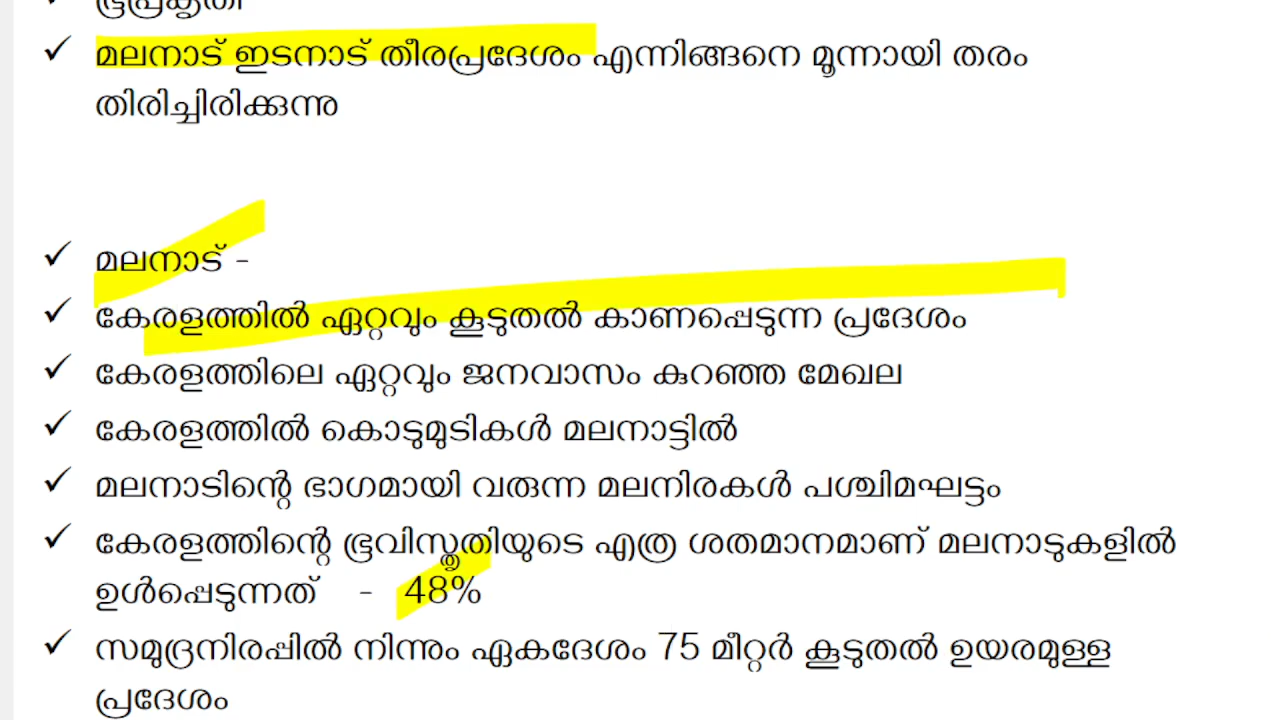 ഭൂപ്രകൃതി
✓ മലനാട് ഇടനാട് തീരപ്രദേശം എന്നിങ്ങനെ മൂന്നായി തരം
തിരിച്ചിരിക്കുന്നു
✓ മലനാട് -
✓ കേരളത്തിൽ ഏറ്റവും കൂടുതൽ കാണപ്പെടുന്ന പ്രദേശം
✓ കേരളത്തിലെ ഏറ്റവും ജനവാസം കുറഞ്ഞ മേഖല
✓ കേരളത്തിൽ കൊടുമുടികൾ മലനാട്ടിൽ
✓ മലനാടിന്റെ ഭാഗമായി വരുന്ന മലനിരകൾ പശ്ചിമഘട്ടം
✓ കേരളത്തിന്റെ ഭൂവിസ്തൃതിയുടെ എത്ര ശതമാനമാണ് മലനാടുകളിൽ
ഉൾപ്പെടുന്നത് - 48%
✓ സമുദ്രനിരപ്പിൽ നിന്നും ഏകദേശം 75 മീറ്റർ കൂടുതൽ ഉയരമുള്ള
പ്രദേശം